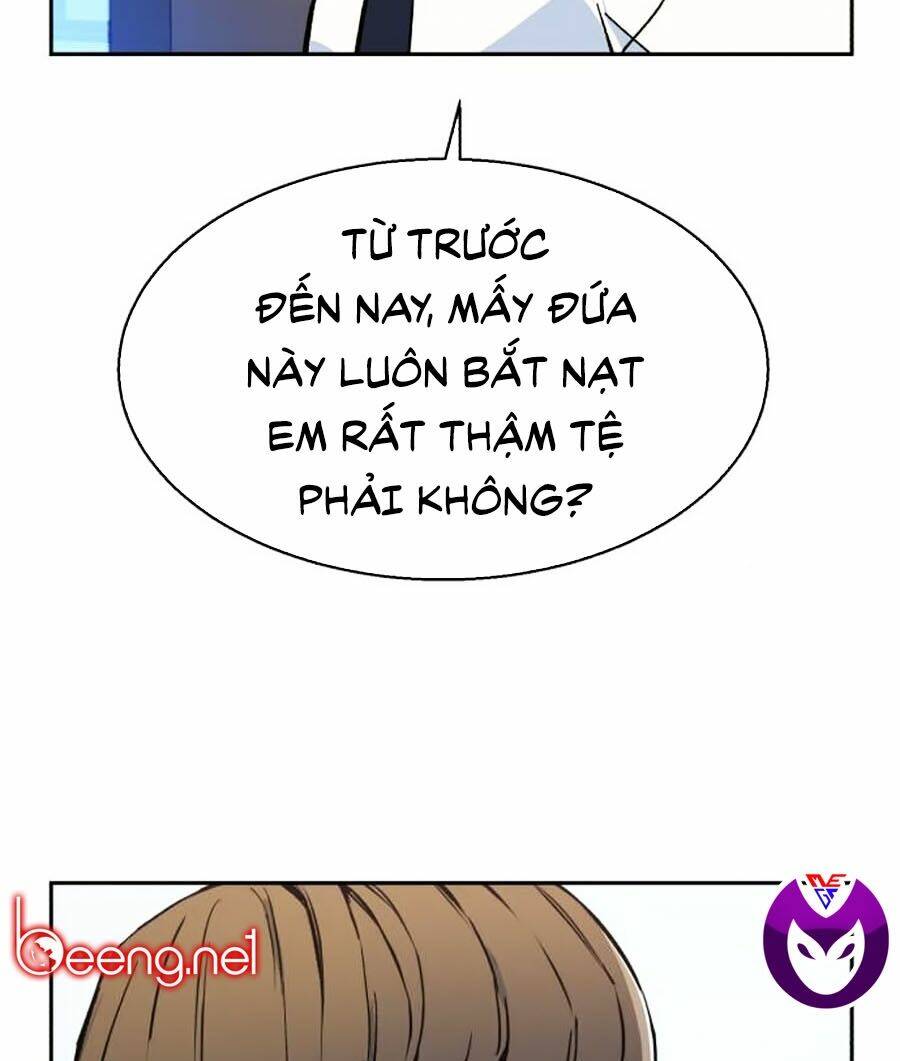 TỪ TRƯỚC
ĐẾN NAY, MẤY ĐỨA
NÀY LUÔN BẮT NẠT
EM RẤT THẬM TỆ
PHẢI KHÔNG?
beeng.net